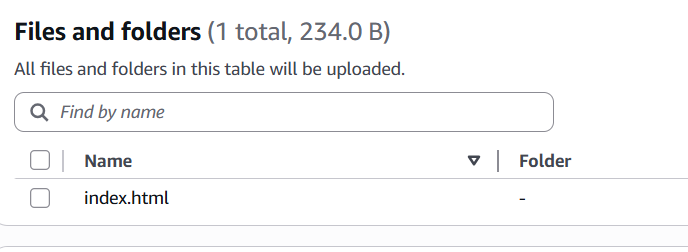 Files and folders (1 total, 234.0 B)
All files and folders in this table will be uploaded.
Find by name
Name Folder
index.html -